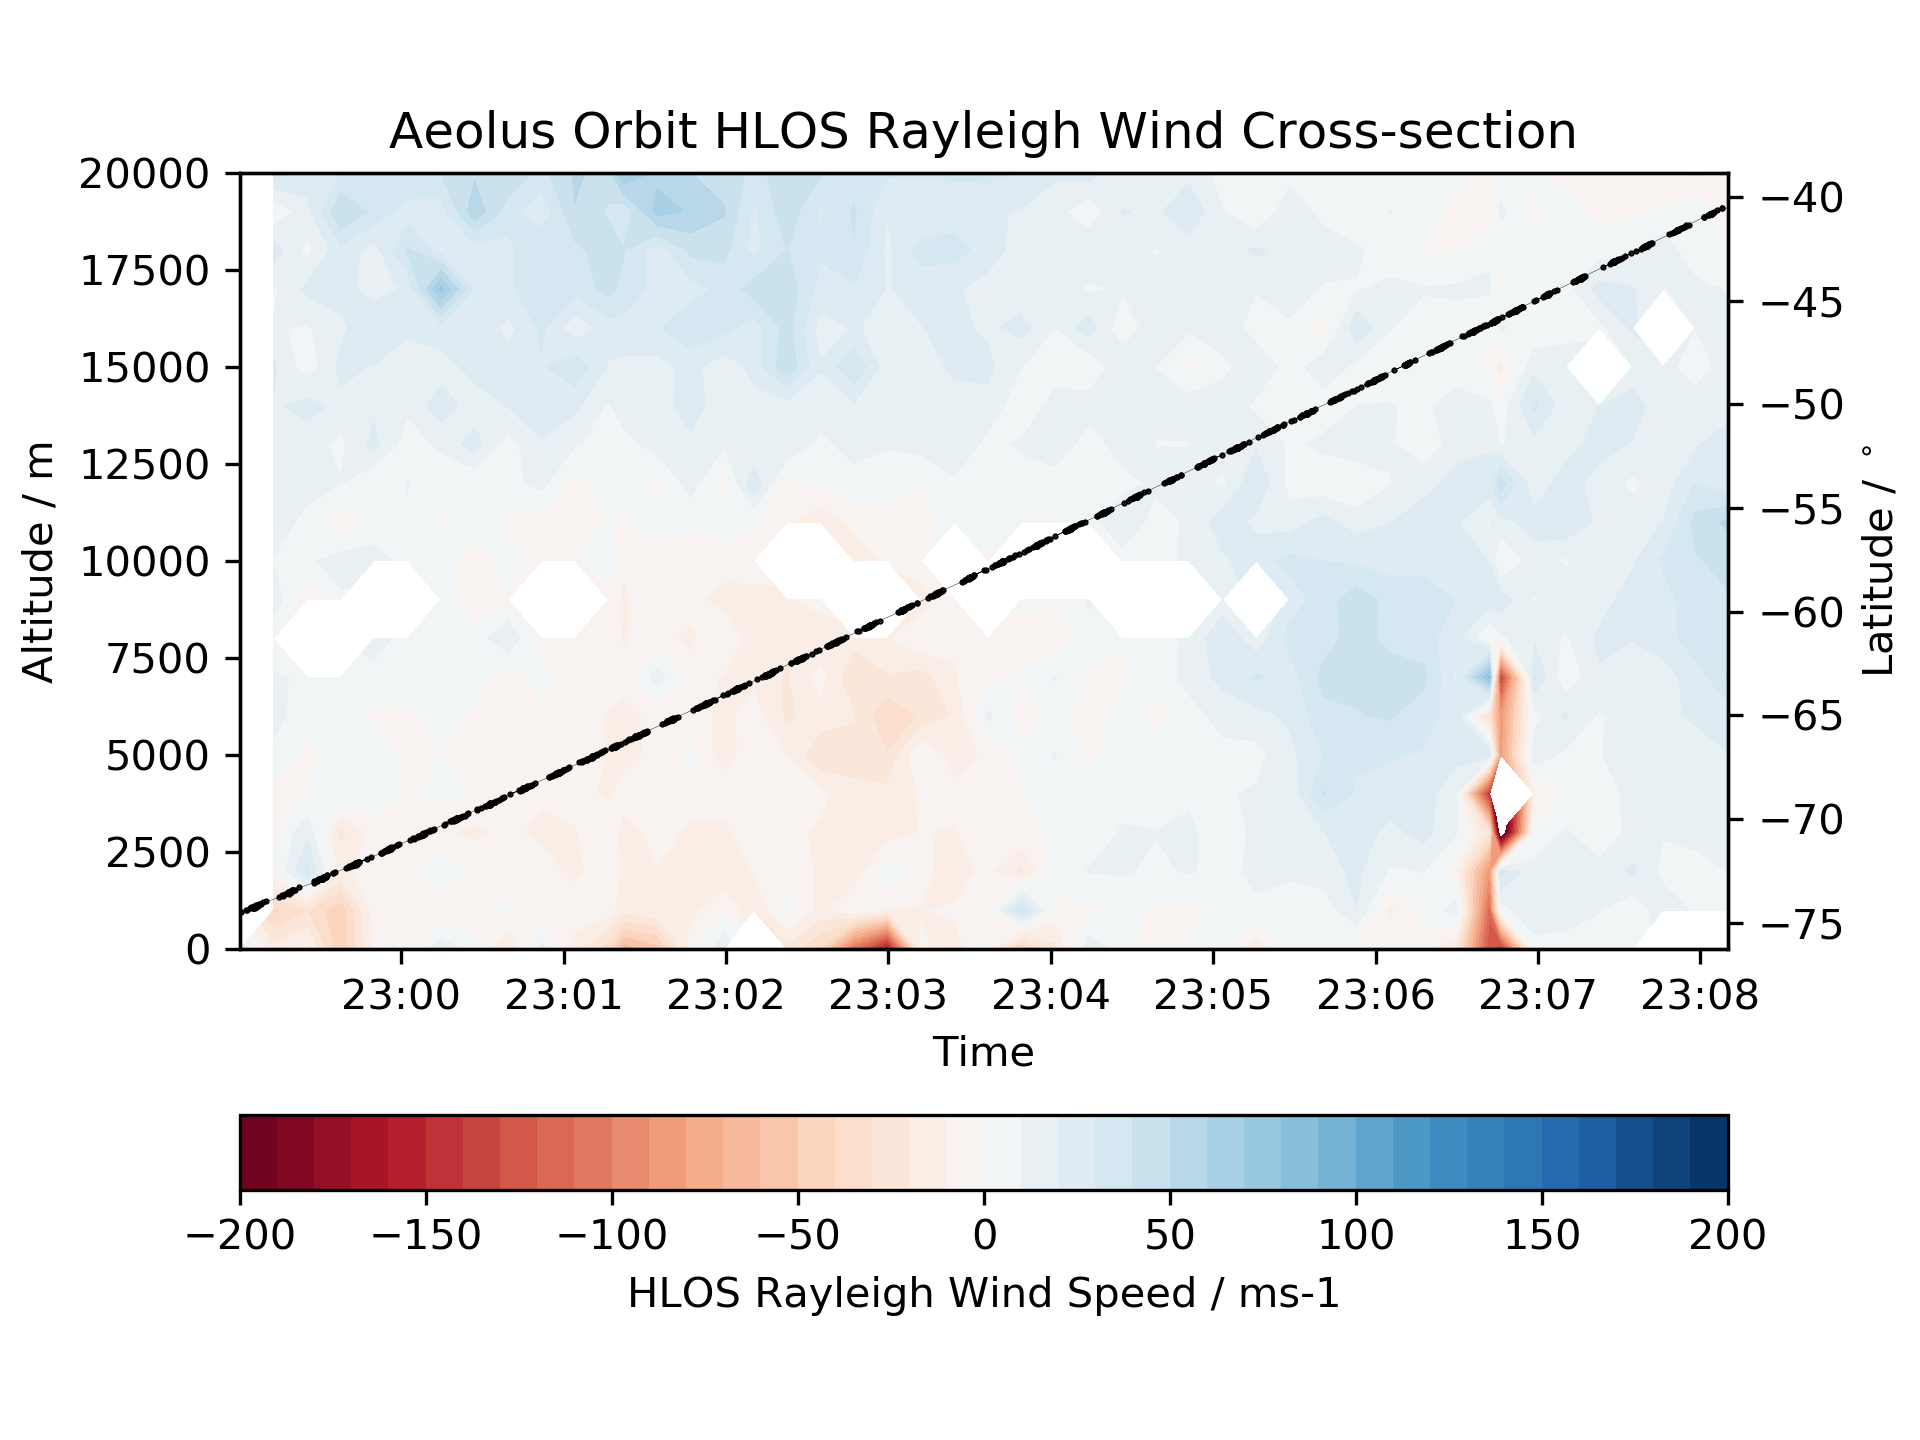 Aeolus Orbit HLOS Rayleigh Wind Cross-section
20000
17500
15000
12500
10000
7500
5000
2500
0
Altitude / m
−40
−45
−50
−55
−60
−65
−70
−75
Latitude / °
23:00 23:01 23:02 23:03 23:04 23:05 23:06 23:07 23:08
Time
−200 −150 −100 −50 0 50 100 150 200
HLOS Rayleigh Wind Speed / ms-1